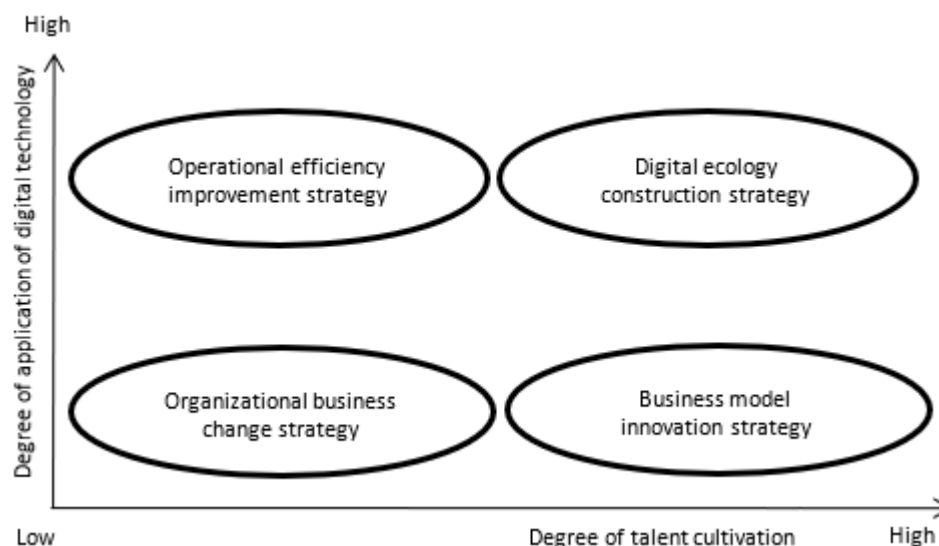 High
Degree of application of digital technology
Operational efficiency
improvement strategy
Digital ecology
construction strategy
Organizational business
change strategy
Business model
innovation strategy
Low
Degree of talent cultivation
High